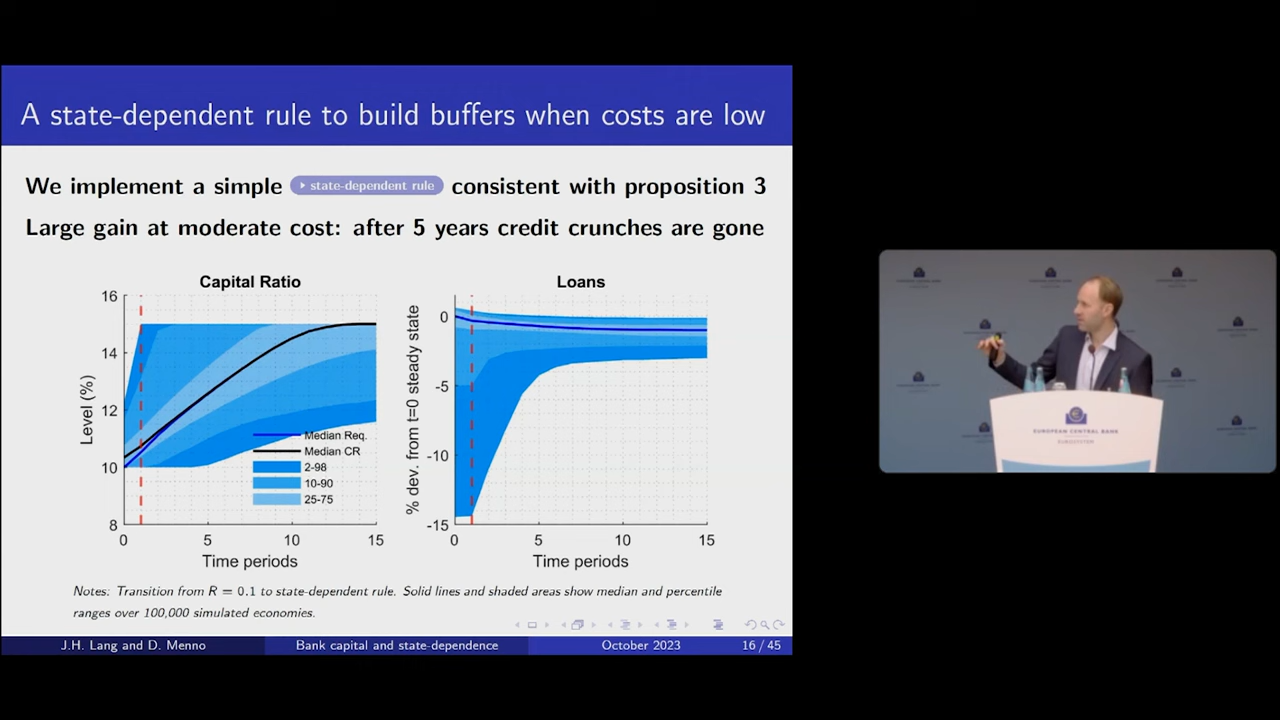 A state-dependent rule to build buffers when costs are low
We implement a simple state-dependent rule consistent with proposition 3
Large gain at moderate cost: after 5 years credit crunches are gone
Capital Ratio
Level (%)
16
14
12
10
8
0 5 10 15
Time periods
Median Req.
Median CR
2-98
10-90
25-75
Loans
% dev. from t=0 steady state
0
-5
-10
-15
0 5 10 15
Time periods
Notes: Transition from R = 0.1 to state-dependent rule. Solid lines and shaded areas show median and percentile
ranges over 100,000 simulated economies.
J.H. Lang and D. Menno Bank capital and state-dependence October 2023 16 / 45
EUROPEAN CENTRAL BANK
EUROSYSTEM